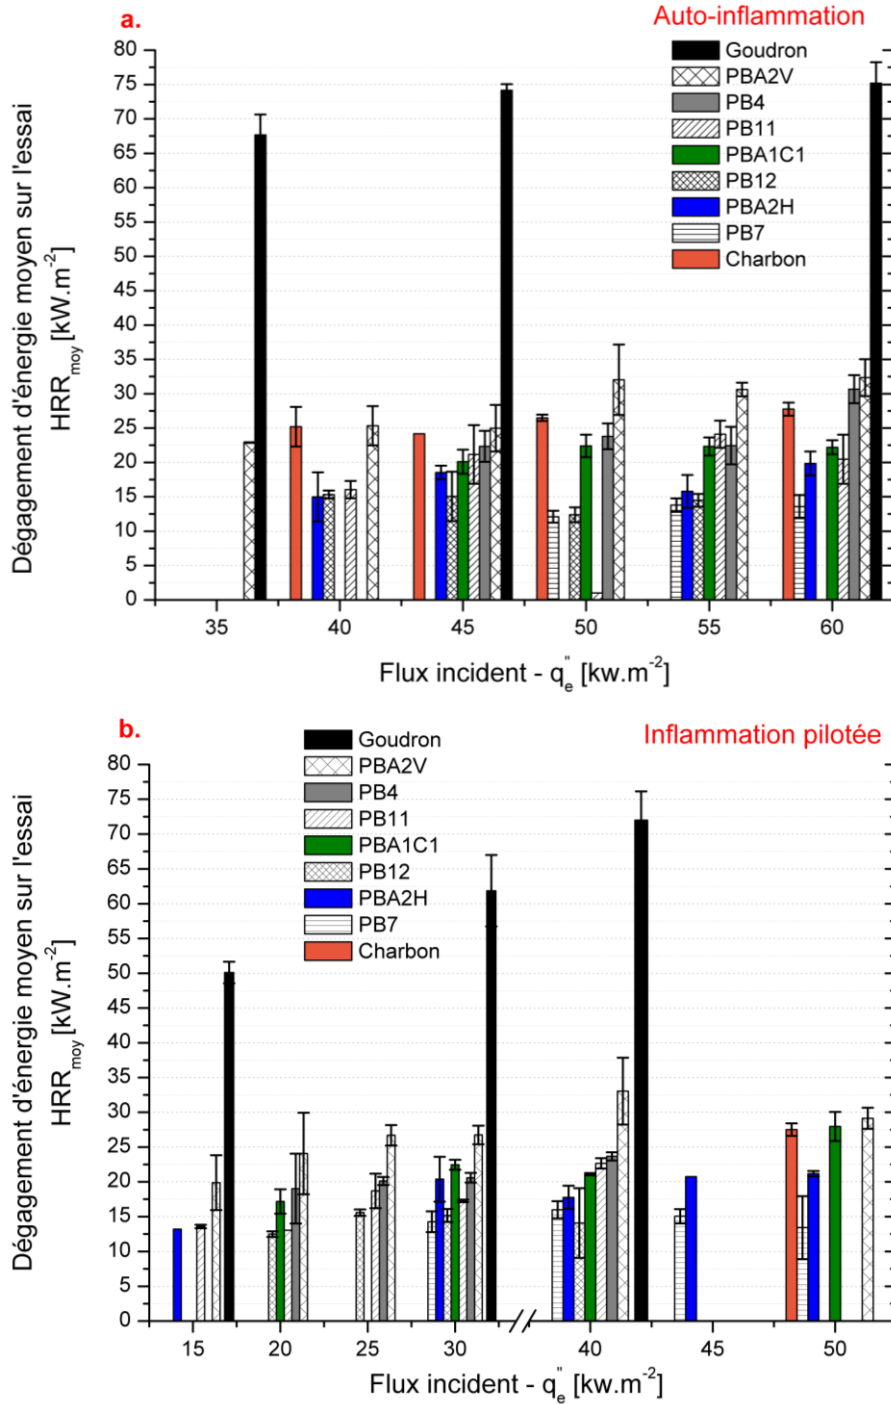 a.
Auto-inflammation
Goudron
PBA2V
PB4
PB11
PBA1C1
PB12
PBA2H
PB7
Charbon
80
75
70
65
60
55
50
45
40
35
30
25
20
15
10
5
0
Dégagement d'énergie moyen sur l'essai
HRR_moy [kW.m⁻²]
35 40 45 50 55 60
Flux incident - q_e" [kw.m⁻²]
b.
Inflammation pilotée
Goudron
PBA2V
PB4
PB11
PBA1C1
PB12
PBA2H
PB7
Charbon
80
75
70
65
60
55
50
45
40
35
30
25
20
15
10
5
0
Dégagement d'énergie moyen sur l'essai
HRR_moy [kW.m⁻²]
15 20 25 30 // 40 45 50
Flux incident - q_e" [kw.m⁻²]